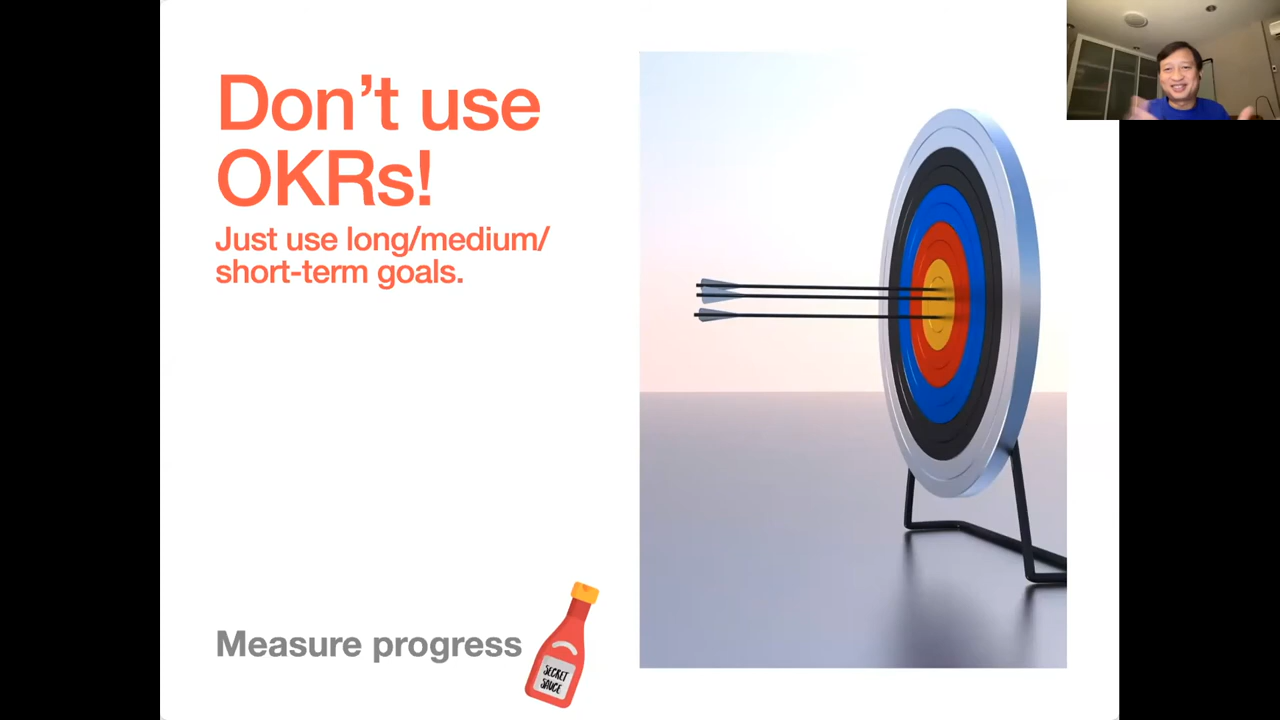 Don’t use
OKRs!
Just use long/medium/
short-term goals.
Measure progress
SECRET
SAUCE